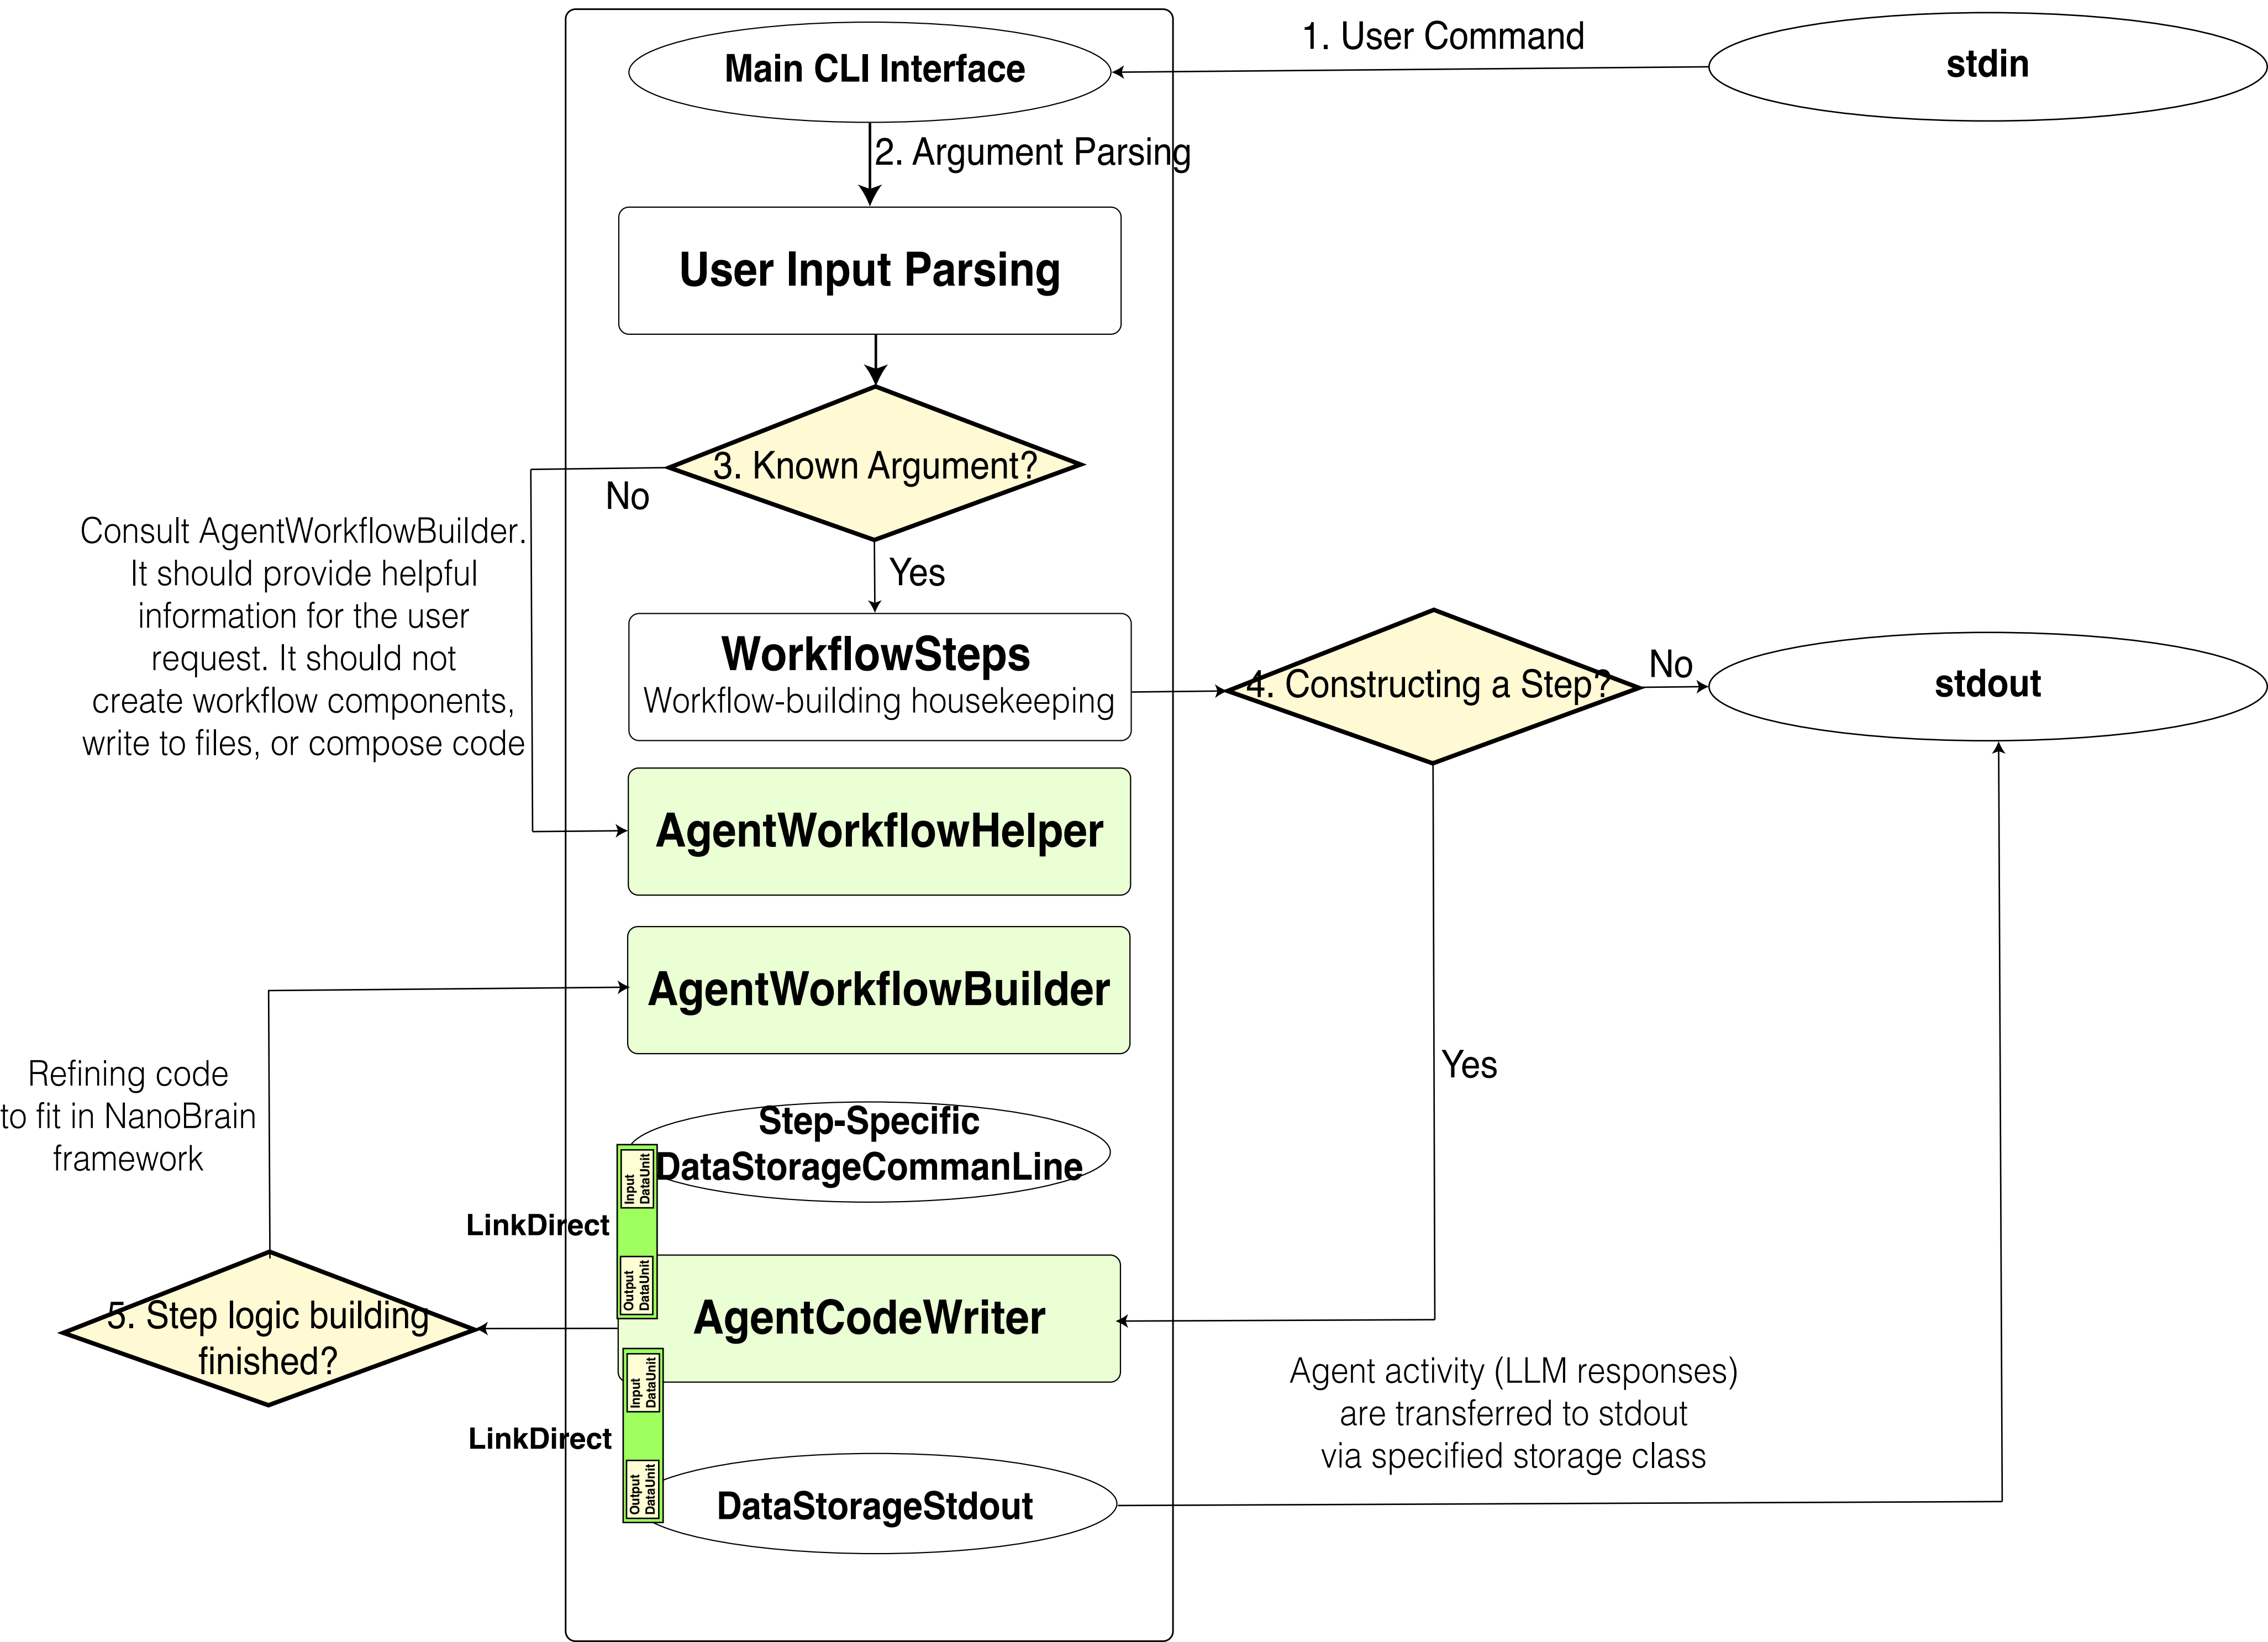 Main CLI Interface
1. User Command
stdin
2. Argument Parsing
User Input Parsing
3. Known Argument?
No
Yes
Consult AgentWorkflowBuilder.
It should provide helpful
information for the user
request. It should not
create workflow components,
write to files, or compose code
WorkflowSteps
Workflow-building housekeeping
4. Constructing a Step?
No
stdout
AgentWorkflowHelper
AgentWorkflowBuilder
Yes
Refining code
to fit in NanoBrain
framework
Step-Specific
DataStorageCommanLine
Input
DataUnit
LinkDirect
Output
DataUnit
AgentCodeWriter
5. Step logic building
finished?
Input
DataUnit
LinkDirect
Output
DataUnit
Agent activity (LLM responses)
are transferred to stdout
via specified storage class
DataStorageStdout